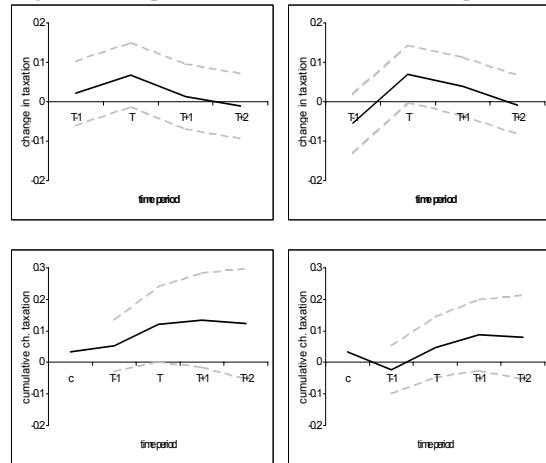 0.2
0.1
0
-0.1
-0.2
change in taxation
T-1
T
T+1
T+2
time period
0.2
0.1
0
-0.1
-0.2
change in taxation
T-1
T
T+1
T+2
time period
0.3
0.2
0.1
0
-0.1
-0.2
cumulative ch. taxation
c
T-1
T
T+1
T+2
time period
0.3
0.2
0.1
0
-0.1
-0.2
cumulative ch. taxation
c
T-1
T
T+1
T+2
time period